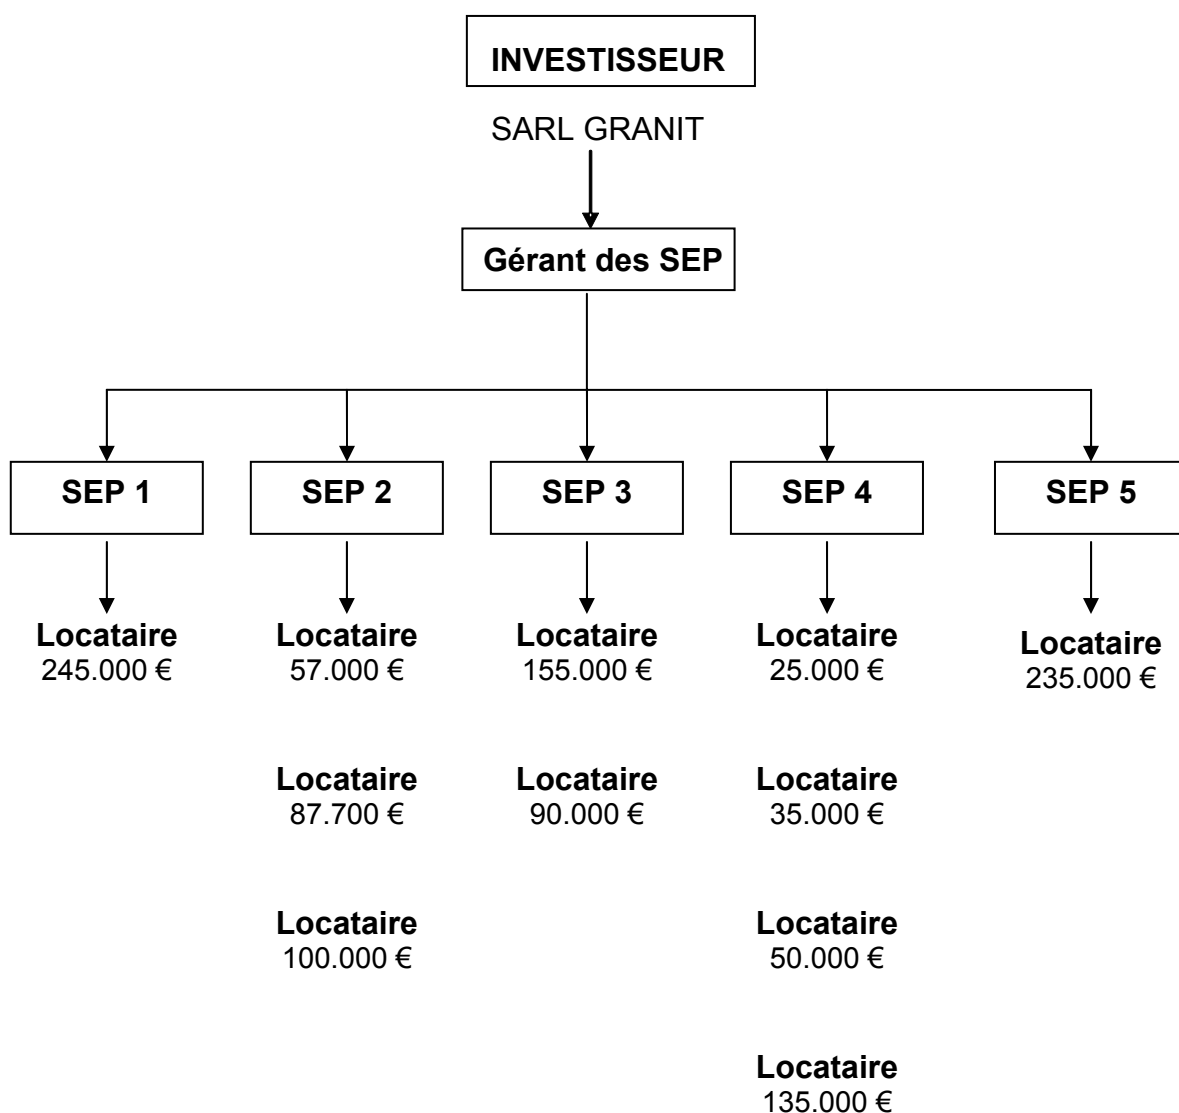 INVESTISSEUR
SARL GRANIT
Gérant des SEP
SEP 1
SEP 2
SEP 3
SEP 4
SEP 5
Locataire
245.000 €
Locataire
57.000 €
Locataire
155.000 €
Locataire
25.000 €
Locataire
235.000 €
Locataire
87.700 €
Locataire
90.000 €
Locataire
35.000 €
Locataire
100.000 €
Locataire
50.000 €
Locataire
135.000 €